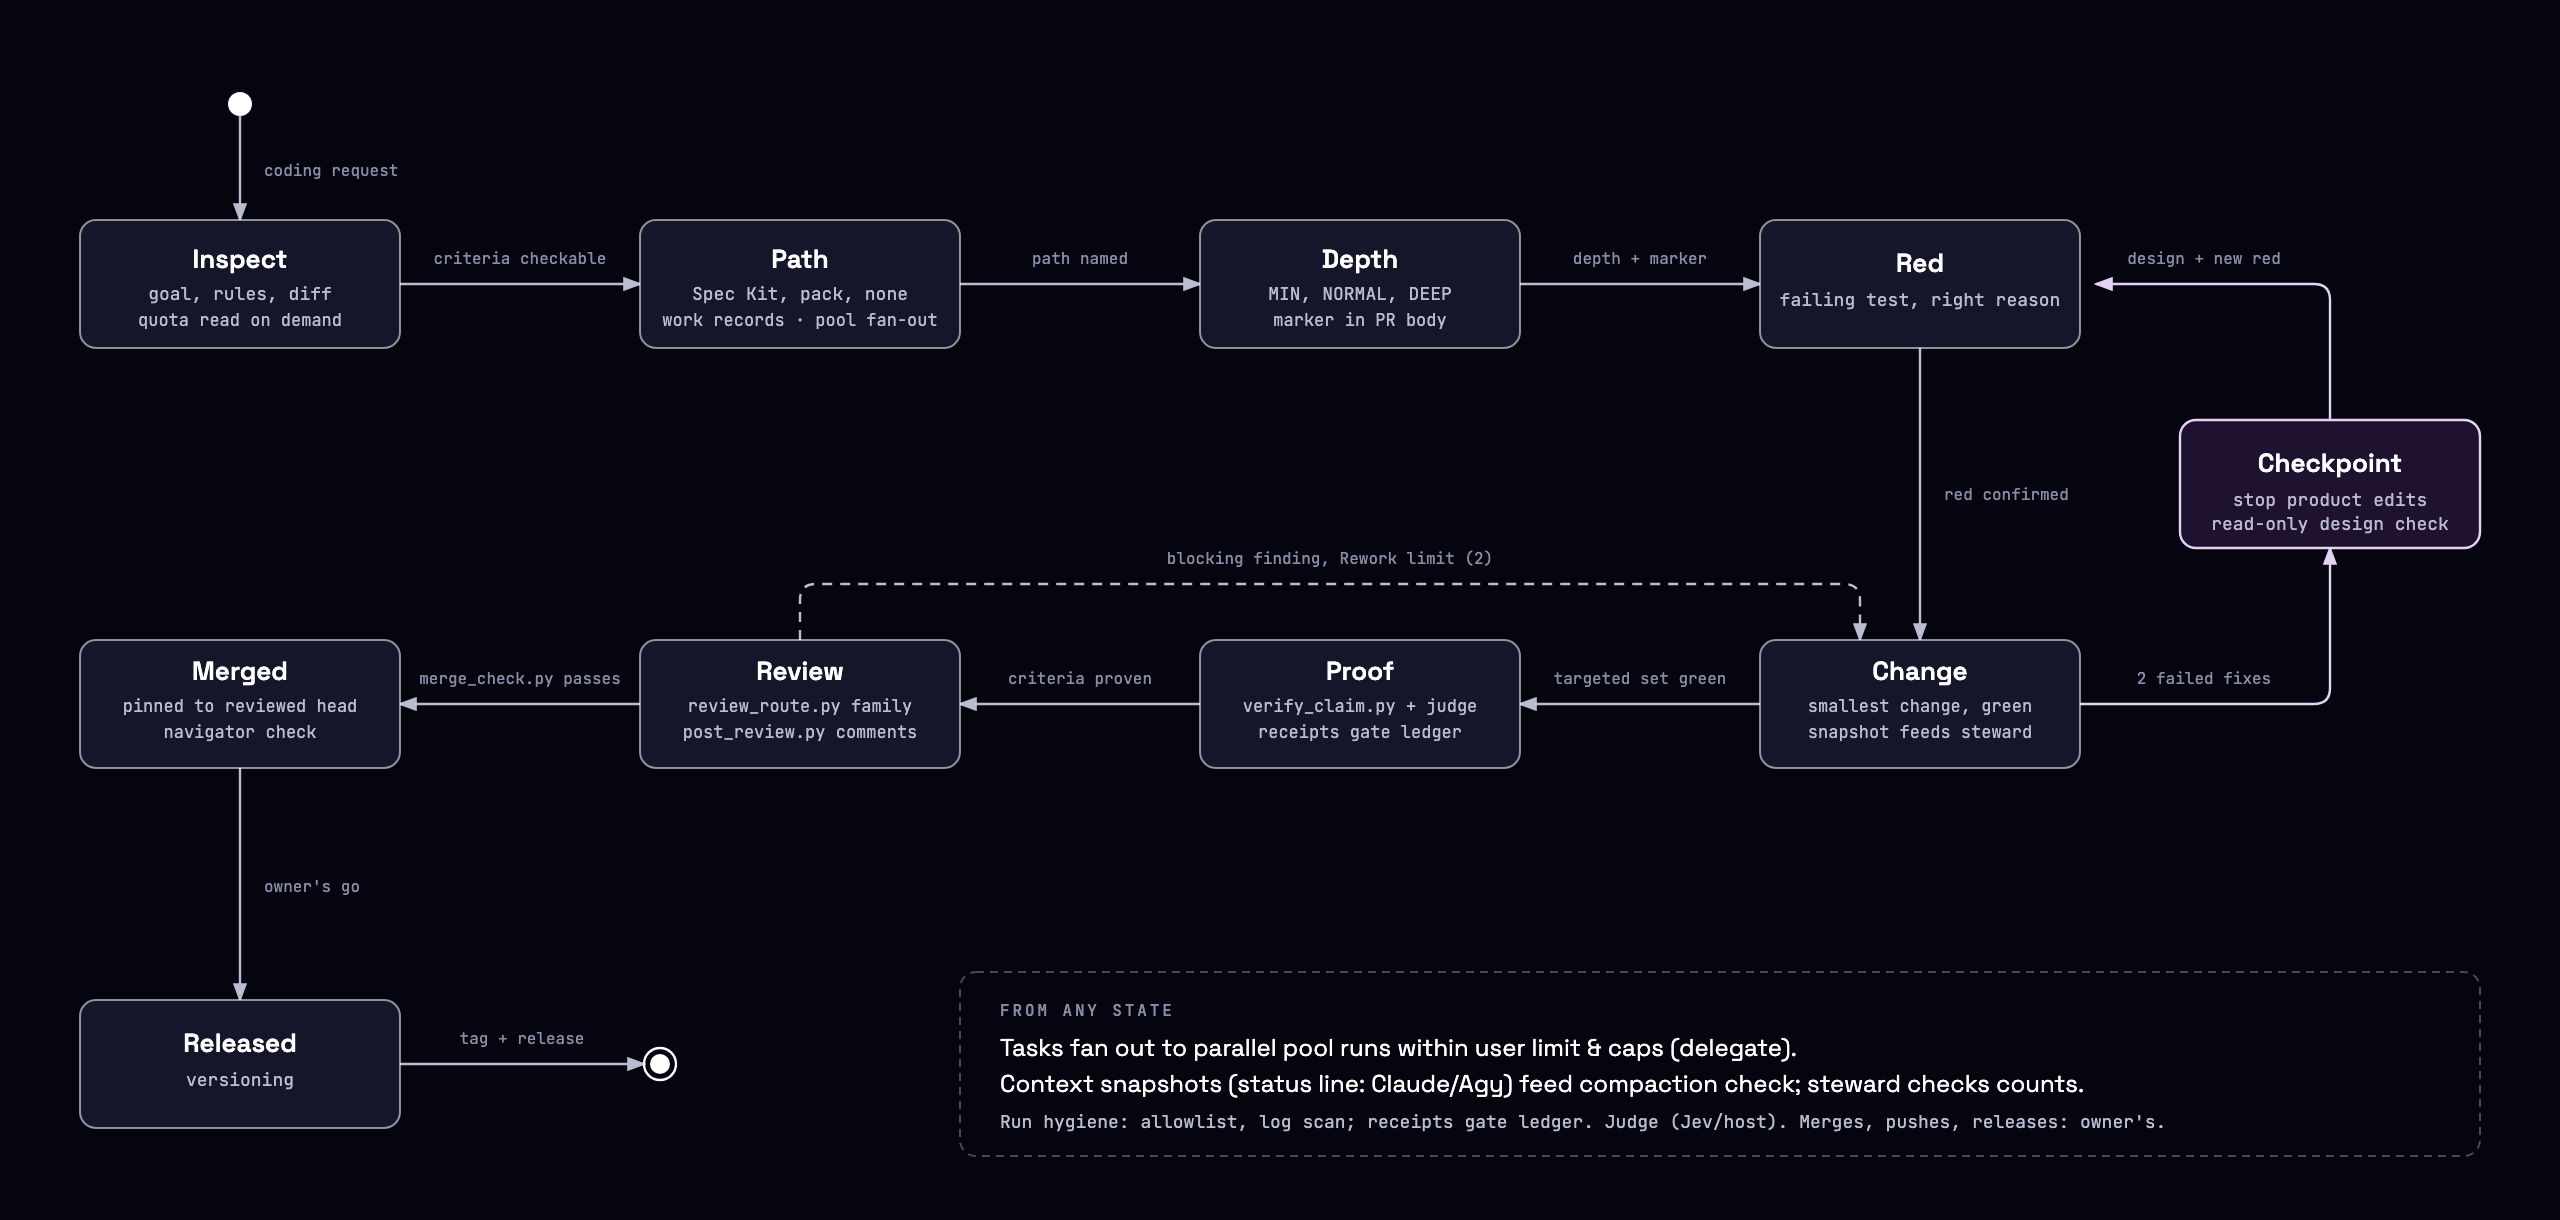 coding request
Inspect
goal, rules, diff
quota read on demand
criteria checkable
Path
Spec Kit, pack, none
work records · pool fan-out
path named
Depth
MIN, NORMAL, DEEP
marker in PR body
depth + marker
Red
failing test, right reason
design + new red
Checkpoint
stop product edits
read-only design check
red confirmed
blocking finding, Rework limit (2)
Merged
pinned to reviewed head
navigator check
merge_check.py passes
Review
review_route.py family
post_review.py comments
criteria proven
Proof
verify_claim.py + judge
receipts gate ledger
targeted set green
Change
smallest change, green
snapshot feeds steward
2 failed fixes
owner's go
Released
versioning
tag + release
FROM ANY STATE
Tasks fan out to parallel pool runs within user limit & caps (delegate).
Context snapshots (status line: Claude/Agy) feed compaction check; steward checks counts.
Run hygiene: allowlist, log scan; receipts gate ledger. Judge (Jev/host). Merges, pushes, releases: owner's.